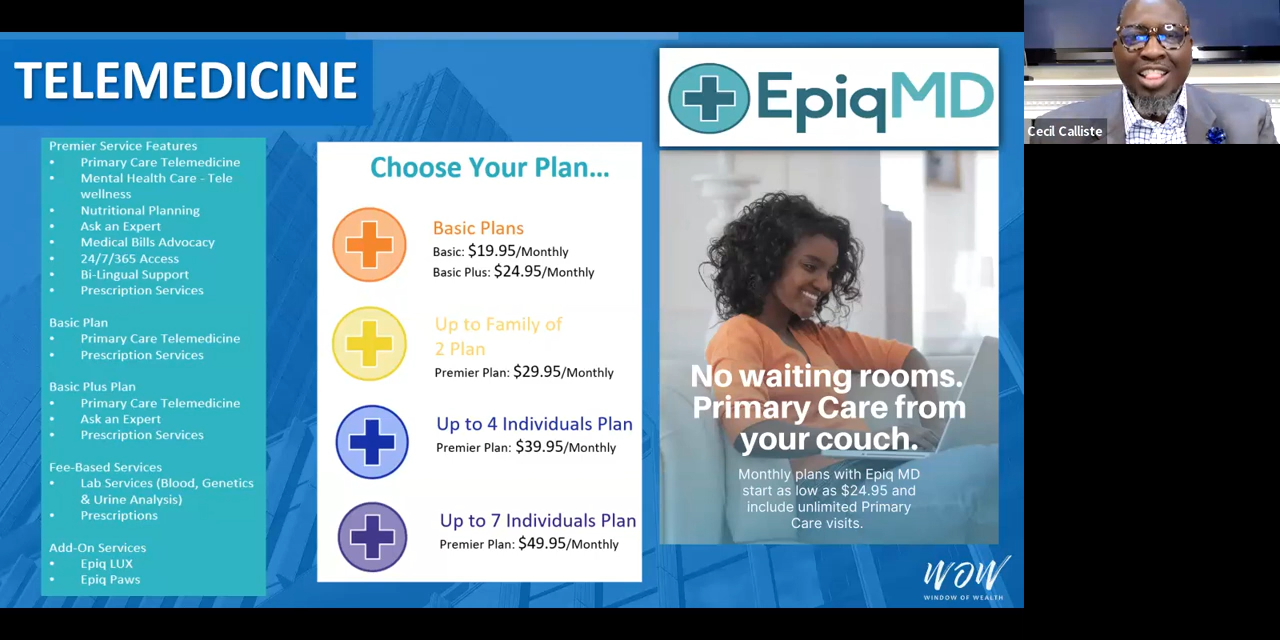 TELEMEDICINE
Premier Service Features
• Primary Care Telemedicine
• Mental Health Care - Tele
wellness
• Nutritional Planning
• Ask an Expert
• Medical Bills Advocacy
• 24/7/365 Access
• Bi-Lingual Support
• Prescription Services
Basic Plan
• Primary Care Telemedicine
• Prescription Services
Basic Plus Plan
• Primary Care Telemedicine
• Ask an Expert
• Prescription Services
Fee-Based Services
• Lab Services (Blood, Genetics
& Urine Analysis)
• Prescriptions
Add-On Services
• Epiq LUX
• Epiq Paws
Choose Your Plan...
Basic Plans
Basic: $19.95/Monthly
Basic Plus: $24.95/Monthly
Up to Family of
2 Plan
Premier Plan: $29.95/Monthly
Up to 4 Individuals Plan
Premier Plan: $39.95/Monthly
Up to 7 Individuals Plan
Premier Plan: $49.95/Monthly
EpiqMD
No waiting rooms.
Primary Care from
your couch.
Monthly plans with Epiq MD
start as low as $24.95 and
include unlimited Primary
Care visits.
WOW
WINDOW OF WEALTH
Cecil Calliste